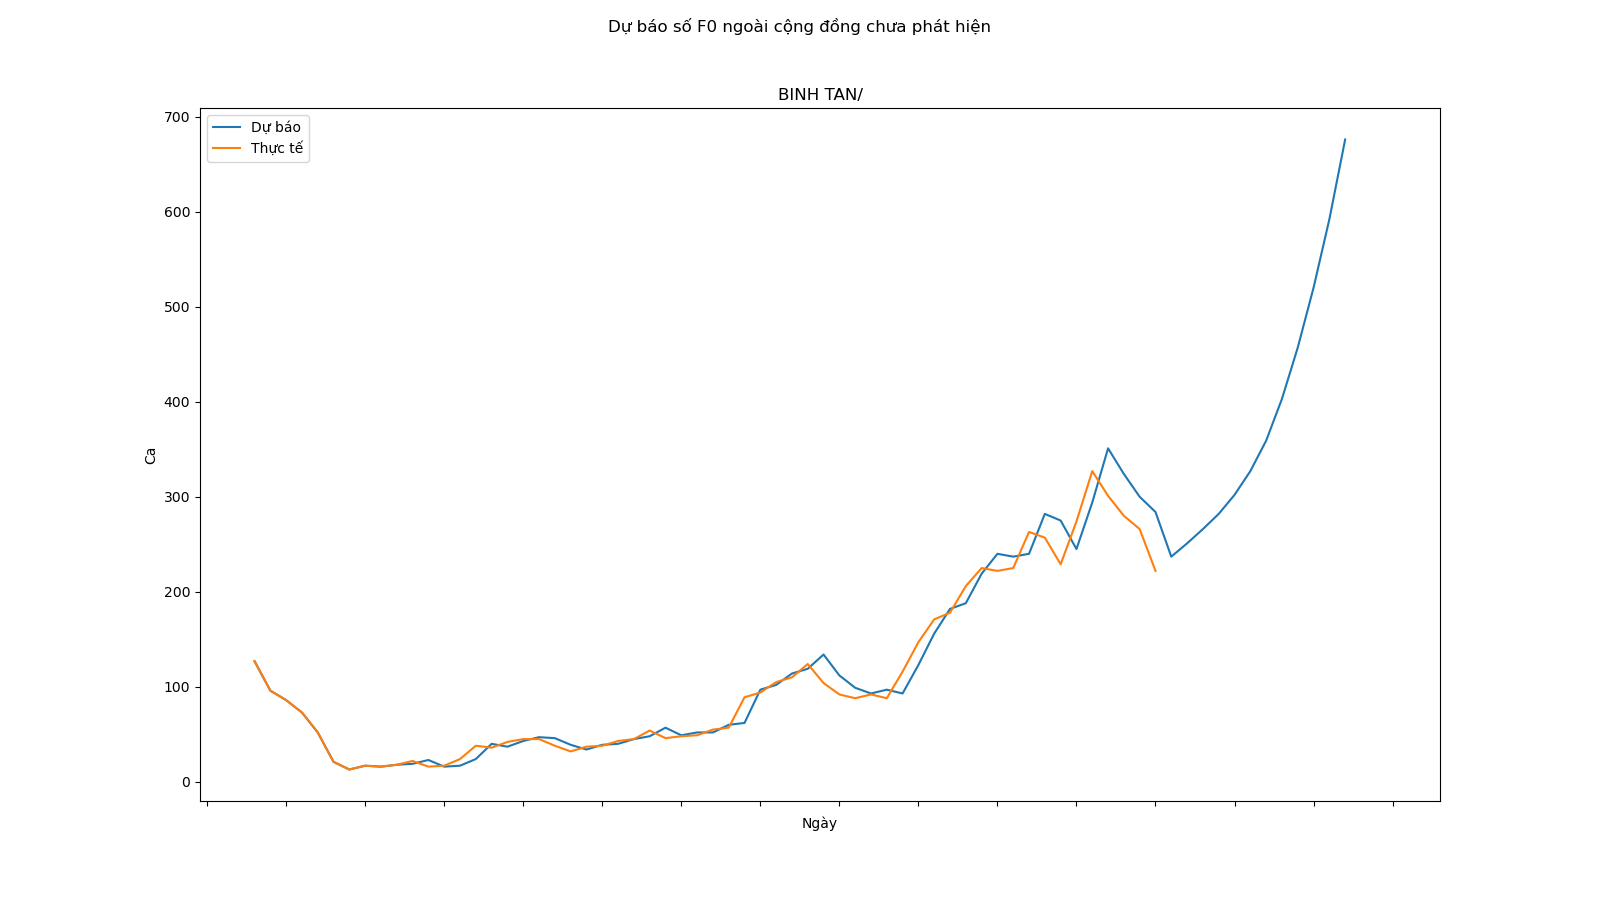 Dự báo số F0 ngoài cộng đồng chưa phát hiện
BINH TAN/
700
600
500
400
300
200
100
0
Dự báo
Thực tế
Ca
Ngày